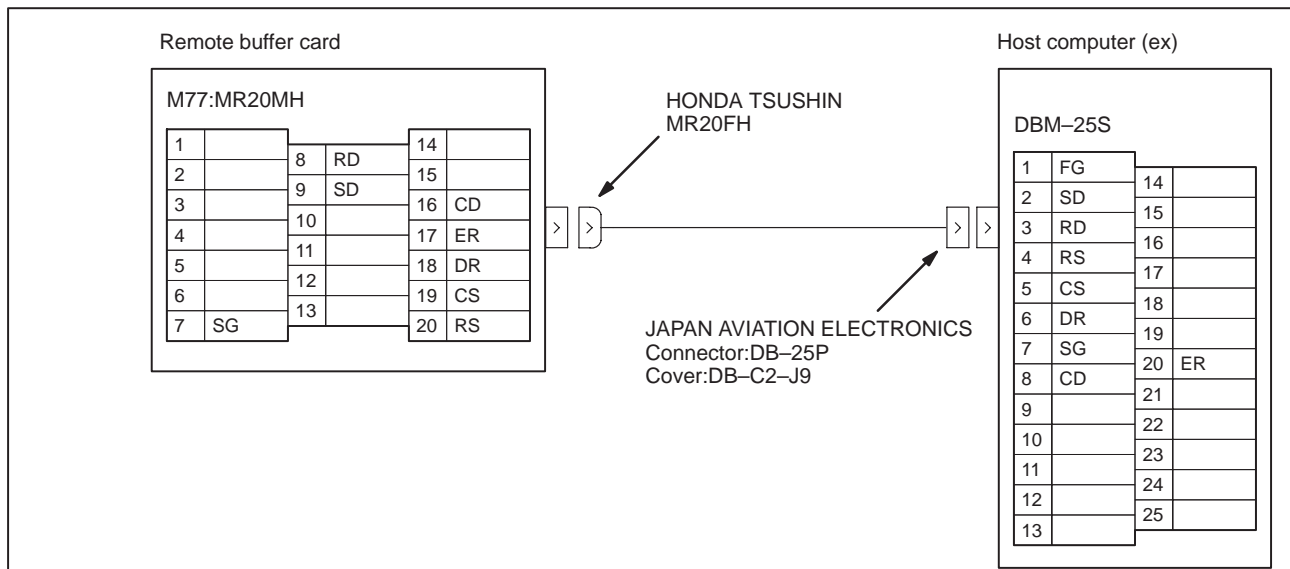 Remote buffer card
Host computer (ex)
M77:MR20MH
1
2
3
4
5
6
7 SG
8 RD
9 SD
10
11
12
13
14
15
16 CD
17 ER
18 DR
19 CS
20 RS
HONDA TSUSHIN
MR20FH
JAPAN AVIATION ELECTRONICS
Connector:DB–25P
Cover:DB–C2–J9
DBM–25S
1 FG
2 SD
3 RD
4 RS
5 CS
6 DR
7 SG
8 CD
9
10
11
12
13
14
15
16
17
18
19
20 ER
21
22
23
24
25